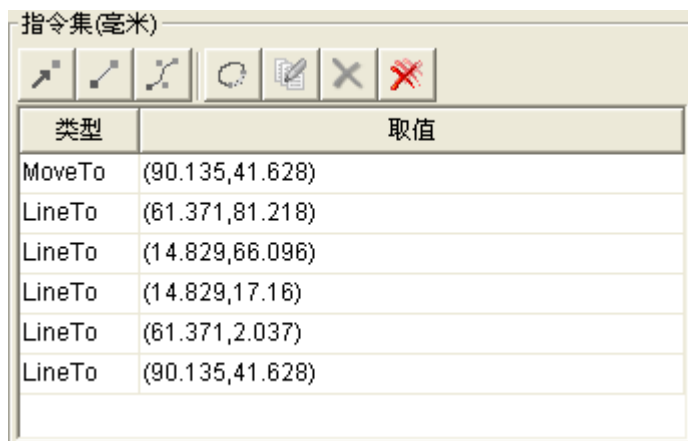 指令集(毫米)
类型 取值
MoveTo (90.135,41.628)
LineTo (61.371,81.218)
LineTo (14.829,66.096)
LineTo (14.829,17.16)
LineTo (61.371,2.037)
LineTo (90.135,41.628)